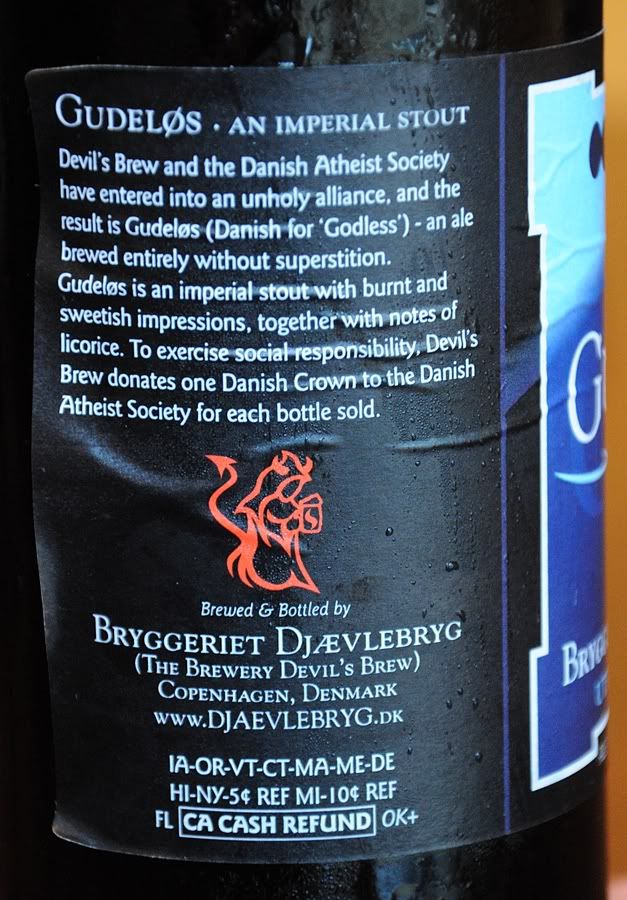 GUDELØS · AN IMPERIAL STOUT
Devil's Brew and the Danish Atheist Society
have entered into an unholy alliance, and the
result is Gudeløs (Danish for 'Godless') - an ale
brewed entirely without superstition.
Gudeløs is an imperial stout with burnt and
sweetish impressions, together with notes of
licorice. To exercise social responsibility, Devil's
Brew donates one Danish Crown to the Danish
Atheist Society for each bottle sold.
Brewed & Bottled by
BRYGGERIET DJÆVLEBRYG
(THE BREWERY DEVIL'S BREW)
COPENHAGEN, DENMARK
WWW.DJAEVLEBRYG.DK
IA-OR-VT-CT-MA-ME-DE
HI-NY-5¢ REF MI-10¢ REF
FL CA CASH REFUND OK+